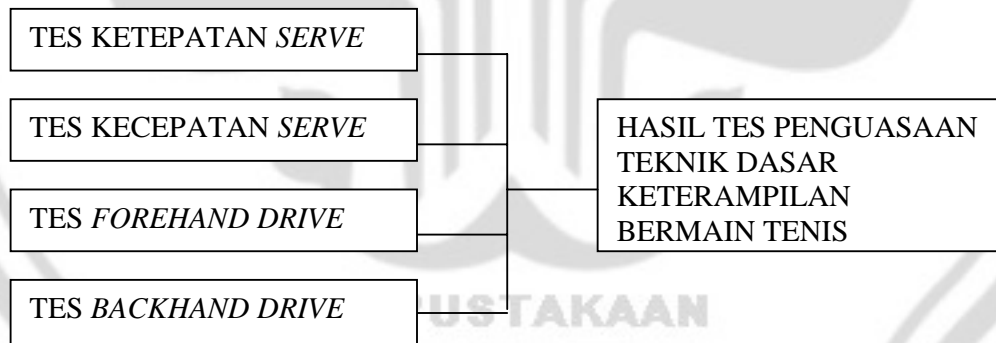 TES KETEPATAN SERVE
TES KECEPATAN SERVE
TES FOREHAND DRIVE
TES BACKHAND DRIVE
HASIL TES PENGUASAAN
TEKNIK DASAR
KETERAMPILAN
BERMAIN TENIS
USTAKAAN